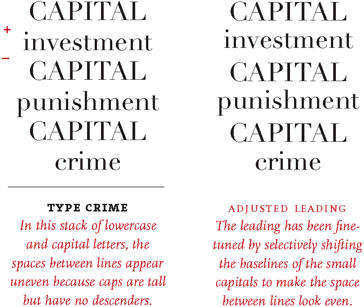 CAPITAL
investment
CAPITAL
punishment
CAPITAL
crime
TYPE CRIME
In this stack of lowercase
and capital letters, the
spaces between lines appear
uneven because caps are tall
but have no descenders.
CAPITAL
investment
CAPITAL
punishment
CAPITAL
crime
ADJUSTED LEADING
The leading has been fine-
tuned by selectively shifting
the baselines of the small
capitals to make the space
between lines look even.